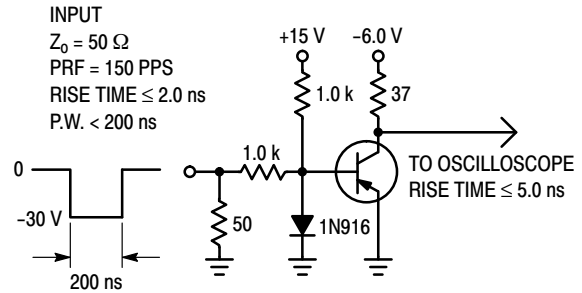 INPUT
Zo = 50 Ω
PRF = 150 PPS
RISE TIME ≤ 2.0 ns
P.W. < 200 ns
+15 V
−6.0 V
1.0 k
37
1.0 k
0
TO OSCILLOSCOPE
RISE TIME ≤ 5.0 ns
−30 V
50
1N916
200 ns